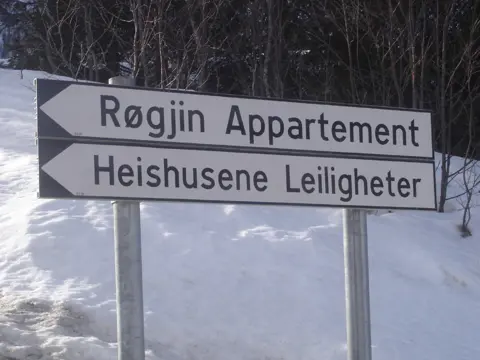 Røgjin Appartement
Heishusene Leiligheter